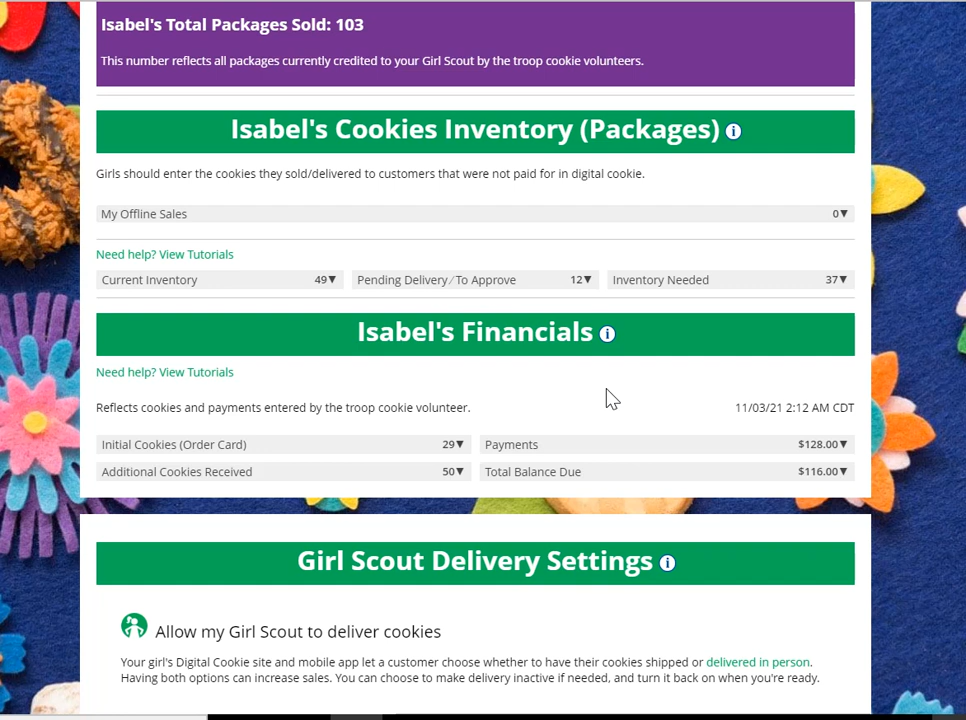 Isabel's Total Packages Sold: 103
This number reflects all packages currently credited to your Girl Scout by the troop cookie volunteers.
Isabel's Cookies Inventory (Packages) i
Girls should enter the cookies they sold/delivered to customers that were not paid for in digital cookie.
My Offline Sales 0▼
Need help? View Tutorials
Current Inventory 49▼ Pending Delivery/To Approve 12▼ Inventory Needed 37▼
Isabel's Financials i
Need help? View Tutorials
Reflects cookies and payments entered by the troop cookie volunteer. 11/03/21 2:12 AM CDT
Initial Cookies (Order Card) 29▼ Payments $128.00▼
Additional Cookies Received 50▼ Total Balance Due $116.00▼
Girl Scout Delivery Settings i
Allow my Girl Scout to deliver cookies
Your girl's Digital Cookie site and mobile app let a customer choose whether to have their cookies shipped or delivered in person.
Having both options can increase sales. You can choose to make delivery inactive if needed, and turn it back on when you're ready.